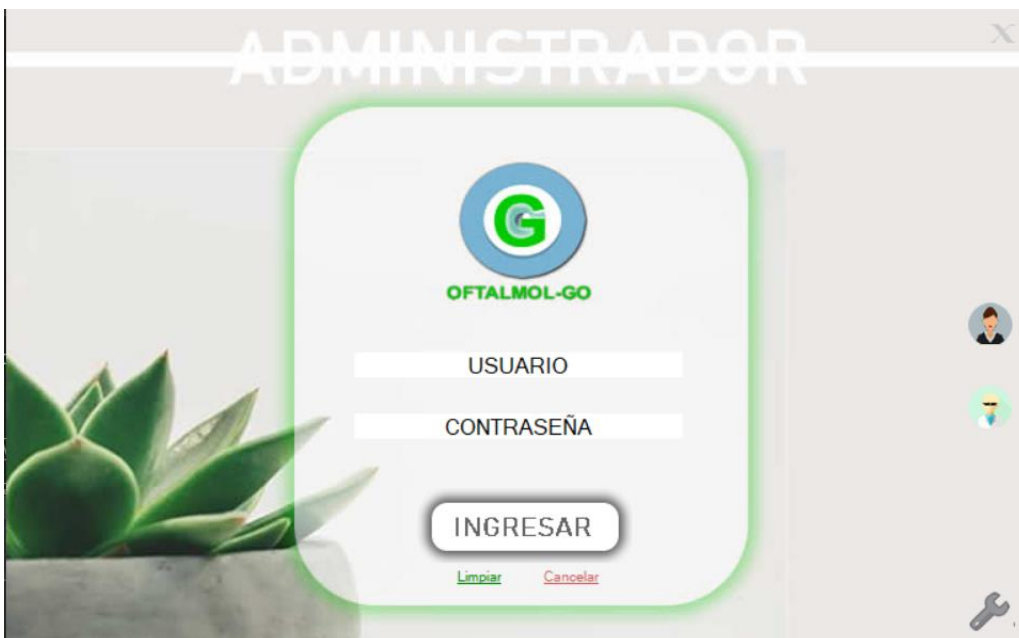 ADMINISTRADOR
X
G
OFTALMOL-GO
USUARIO
CONTRASEÑA
INGRESAR
Limpiar Cancelar